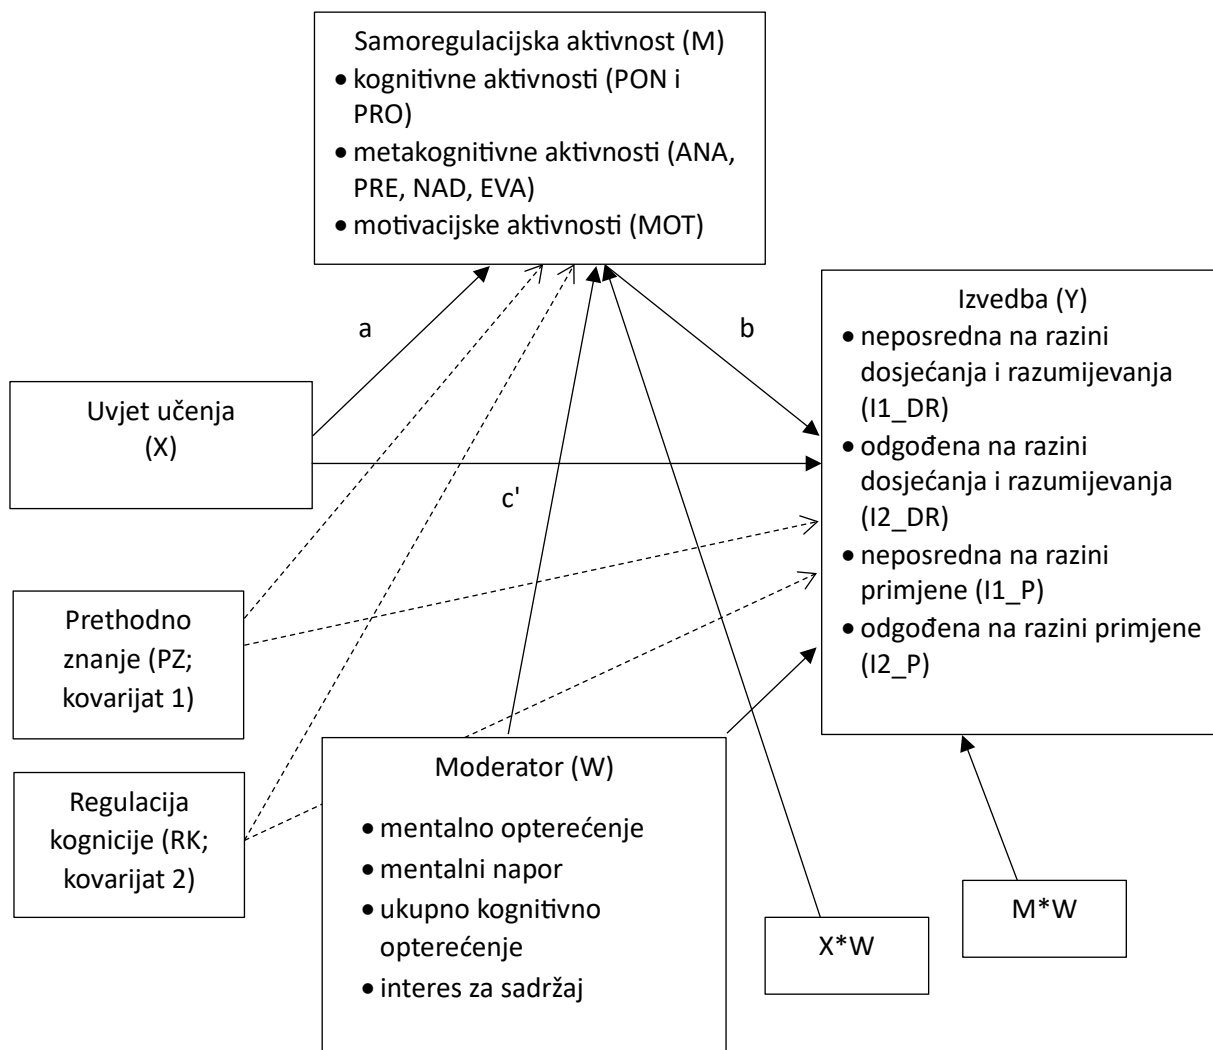 Samoregulacijska aktivnost (M)
• kognitivne aktivnosti (PON i
PRO)
• metakognitivne aktivnosti (ANA,
PRE, NAD, EVA)
• motivacijske aktivnosti (MOT)
a
b
c'
Izvedba (Y)
• neposredna na razini
dosjećanja i razumijevanja
(I1_DR)
• odgođena na razini
dosjećanja i razumijevanja
(I2_DR)
• neposredna na razini
primjene (I1_P)
• odgođena na razini primjene
(I2_P)
Uvjet učenja
(X)
Prethodno
znanje (PZ;
kovarijat 1)
Regulacija
kognicije (RK;
kovarijat 2)
Moderator (W)
• mentalno opterećenje
• mentalni napor
• ukupno kognitivno
opterećenje
• interes za sadržaj
X*W
M*W